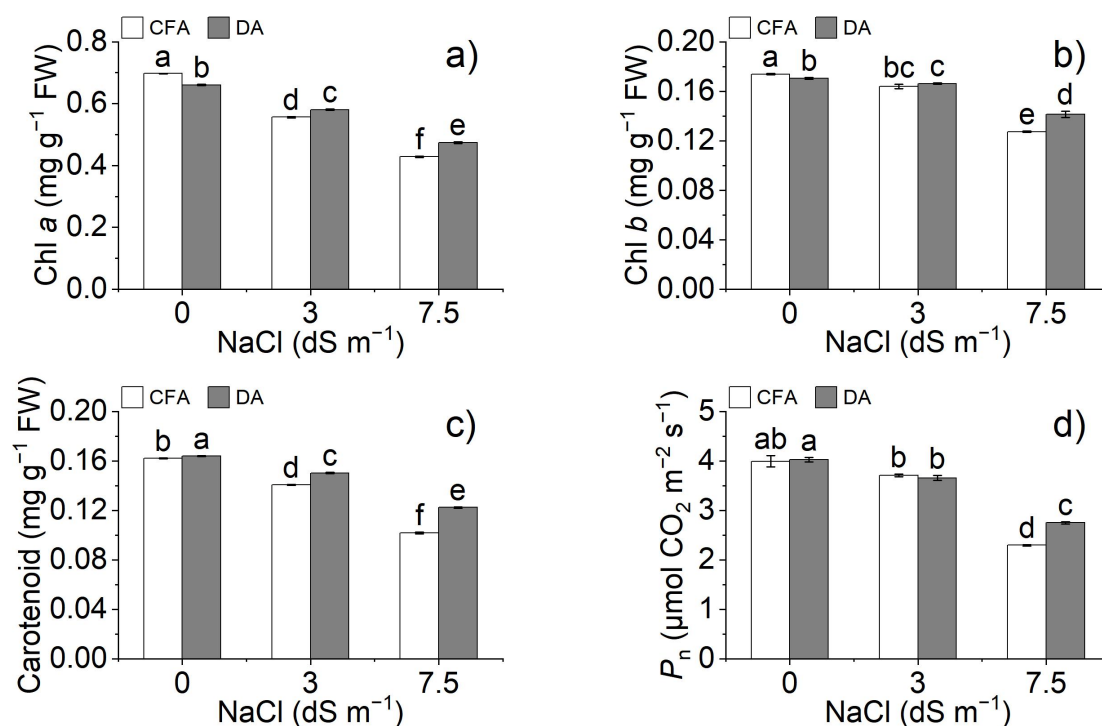 CFA DA
a)
Chl a (mg g⁻¹ FW)
0.8
0.6
0.4
0.2
0.0
a b d c f e
0 3 7.5
NaCl (dS m⁻¹)
CFA DA
b)
Chl b (mg g⁻¹ FW)
0.20
0.16
0.12
0.08
0.04
0.00
a b bc c e d
0 3 7.5
NaCl (dS m⁻¹)
CFA DA
c)
Carotenoid (mg g⁻¹ FW)
0.20
0.16
0.12
0.08
0.04
0.00
b a d c f e
0 3 7.5
NaCl (dS m⁻¹)
CFA DA
d)
Pₙ (μmol CO₂ m⁻² s⁻¹)
5
4
3
2
1
0
ab a b b d c
0 3 7.5
NaCl (dS m⁻¹)